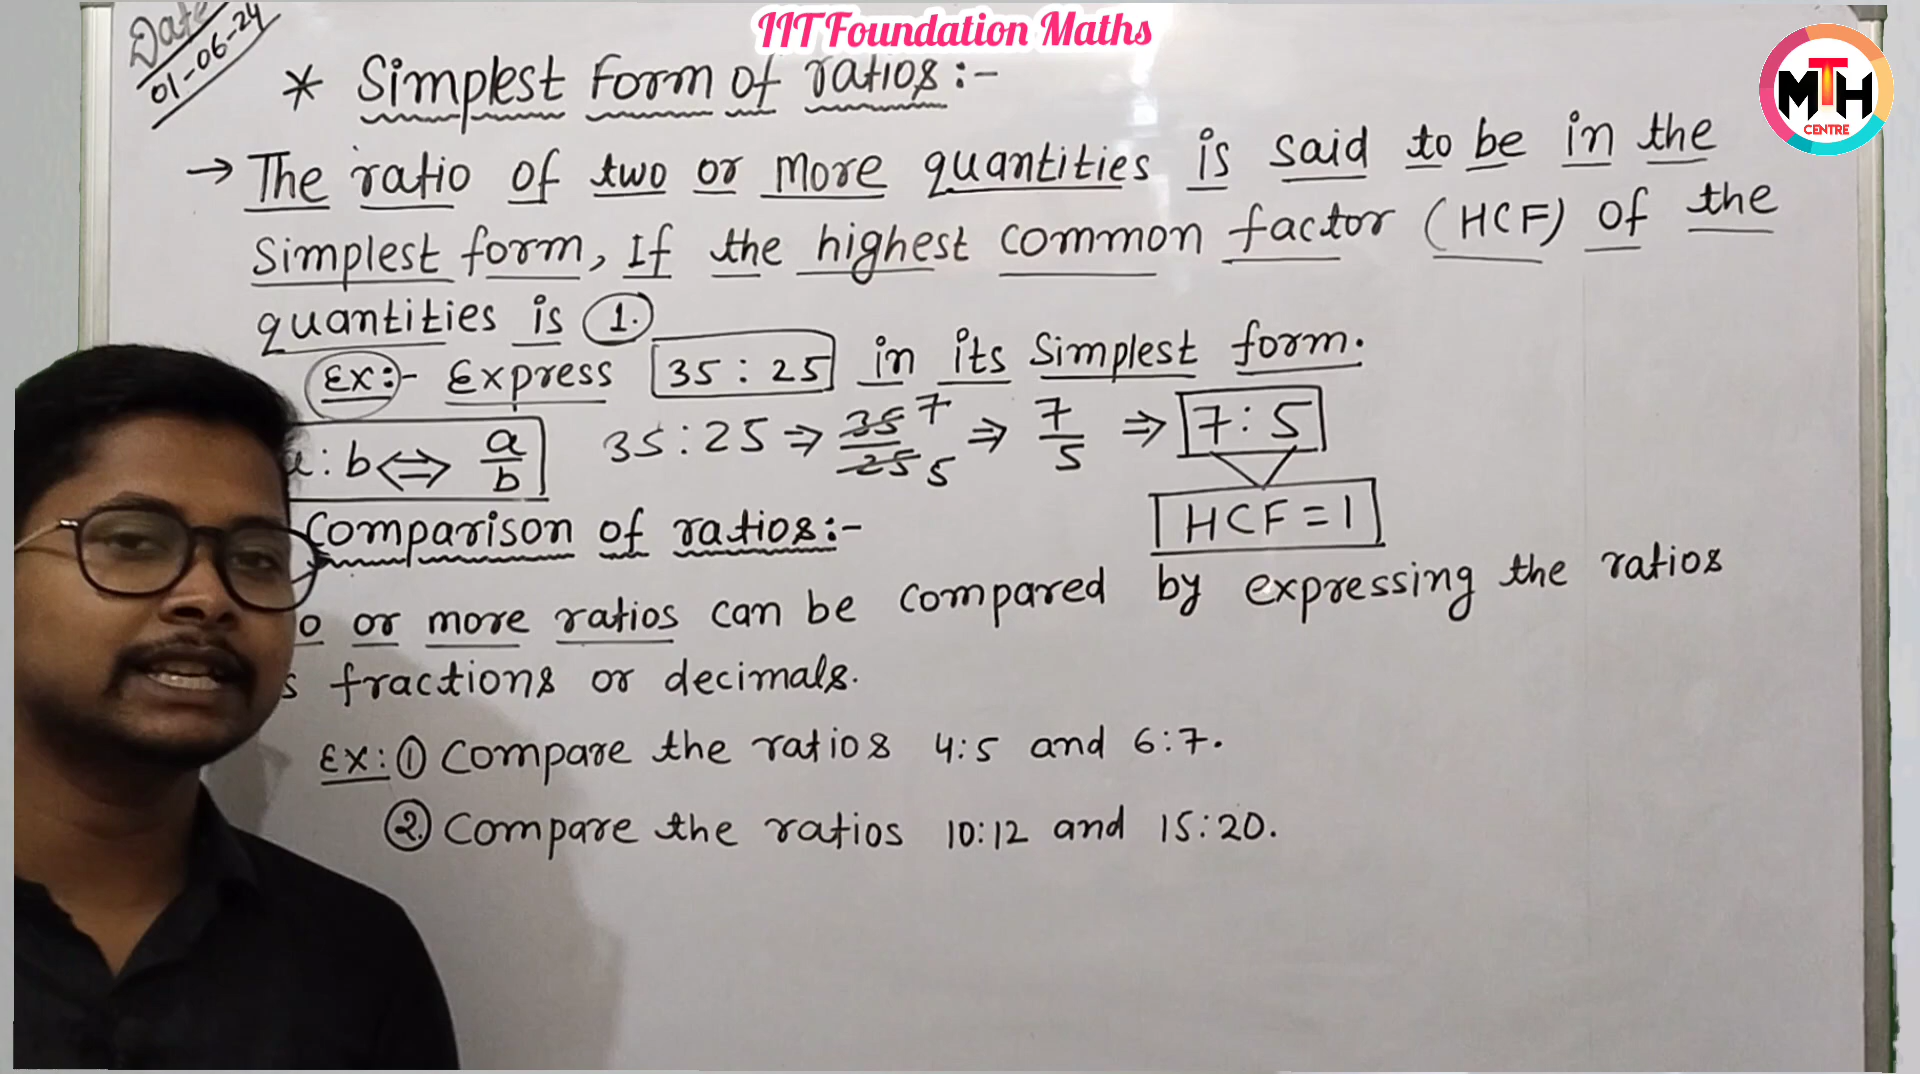 IIT Foundation Maths
MTH
CENTRE
Date
01-06-24
* Simplest Form of ratios:-
→ The ratio of two or more quantities is said to be in the
simplest form, If the highest common factor (HCF) of the
quantities is 1.
Ex:- Express 35 : 25 in its simplest form.
a : b ⇔ a/b
35 : 25 ⇒ 35 7 / 25 5 ⇒ 7/5 ⇒ 7 : 5
HCF = 1
Comparison of ratios:-
or more ratios can be compared by expressing the ratios
fractions or decimals.
Ex: ① Compare the ratios 4:5 and 6:7.
② Compare the ratios 10:12 and 15:20.